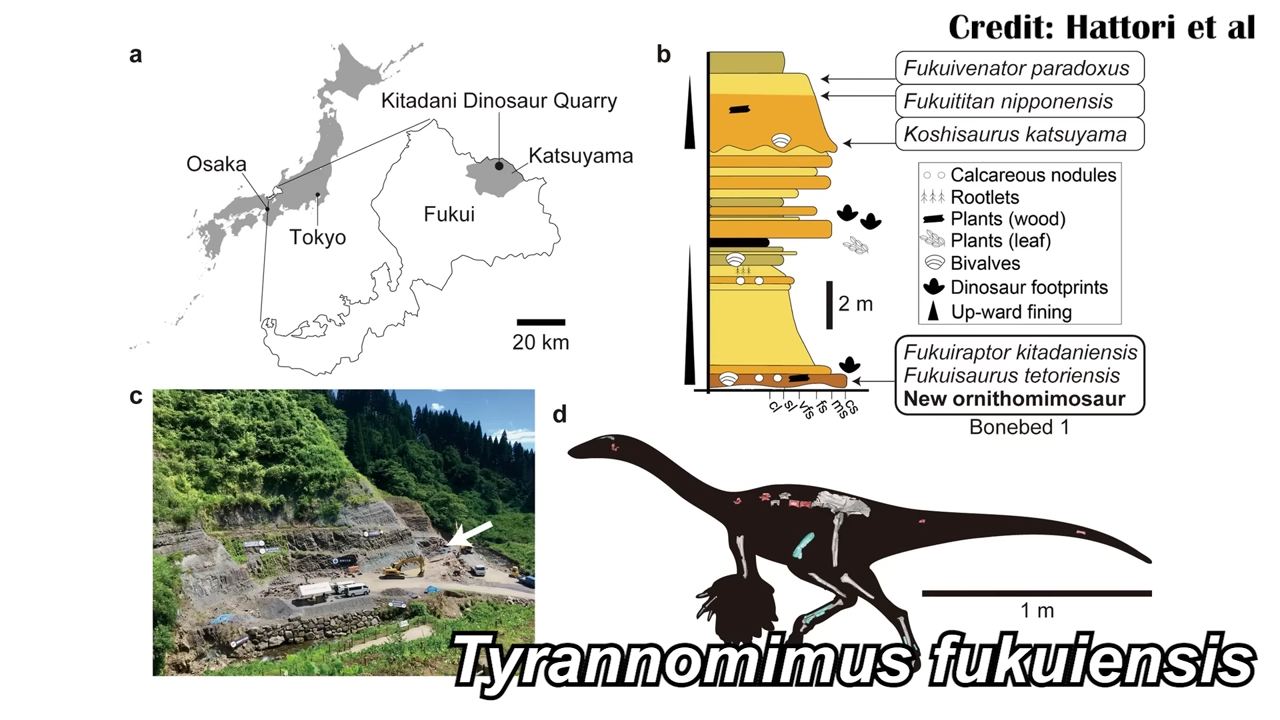 Credit: Hattori et al
a
Kitadani Dinosaur Quarry
Osaka
Katsuyama
Fukui
Tokyo
20 km
b
Fukuivenator paradoxus
Fukuititan nipponensis
Koshisaurus katsuyama
Calcareous nodules
Rootlets
Plants (wood)
Plants (leaf)
Bivalves
Dinosaur footprints
Up-ward fining
2 m
Fukuiraptor kitadaniensis
Fukuisaurus tetoriensis
New ornithomimosaur
cl sl vfs fs ms cs
Bonebed 1
c
d
1 m
Tyrannomimus fukuiensis